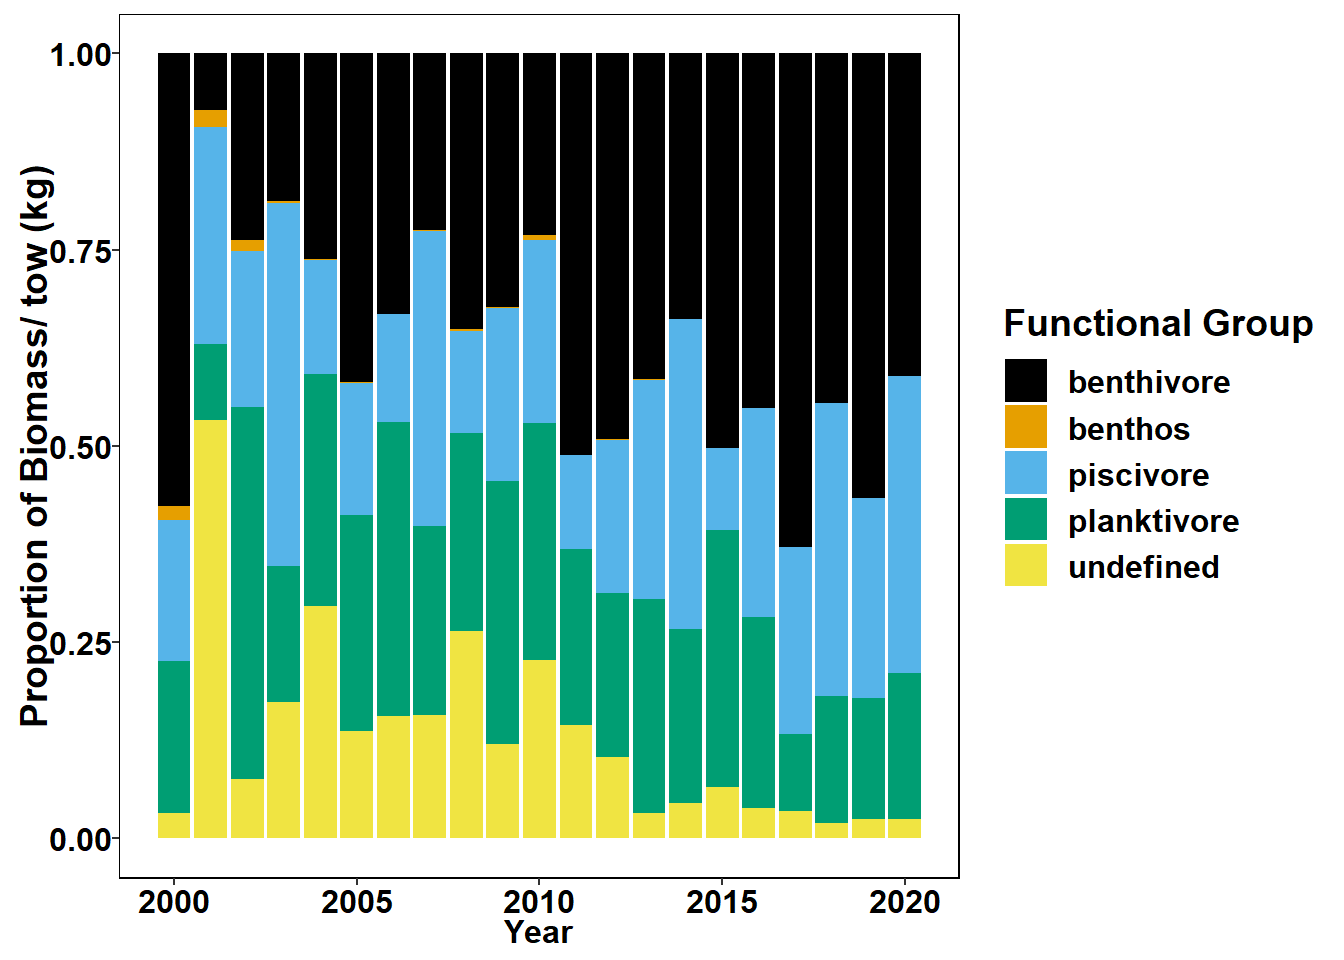 Proportion of Biomass/ tow (kg)
1.00
0.75
0.50
0.25
0.00
2000 2005 2010 2015 2020
Year
Functional Group
benthivore
benthos
piscivore
planktivore
undefined